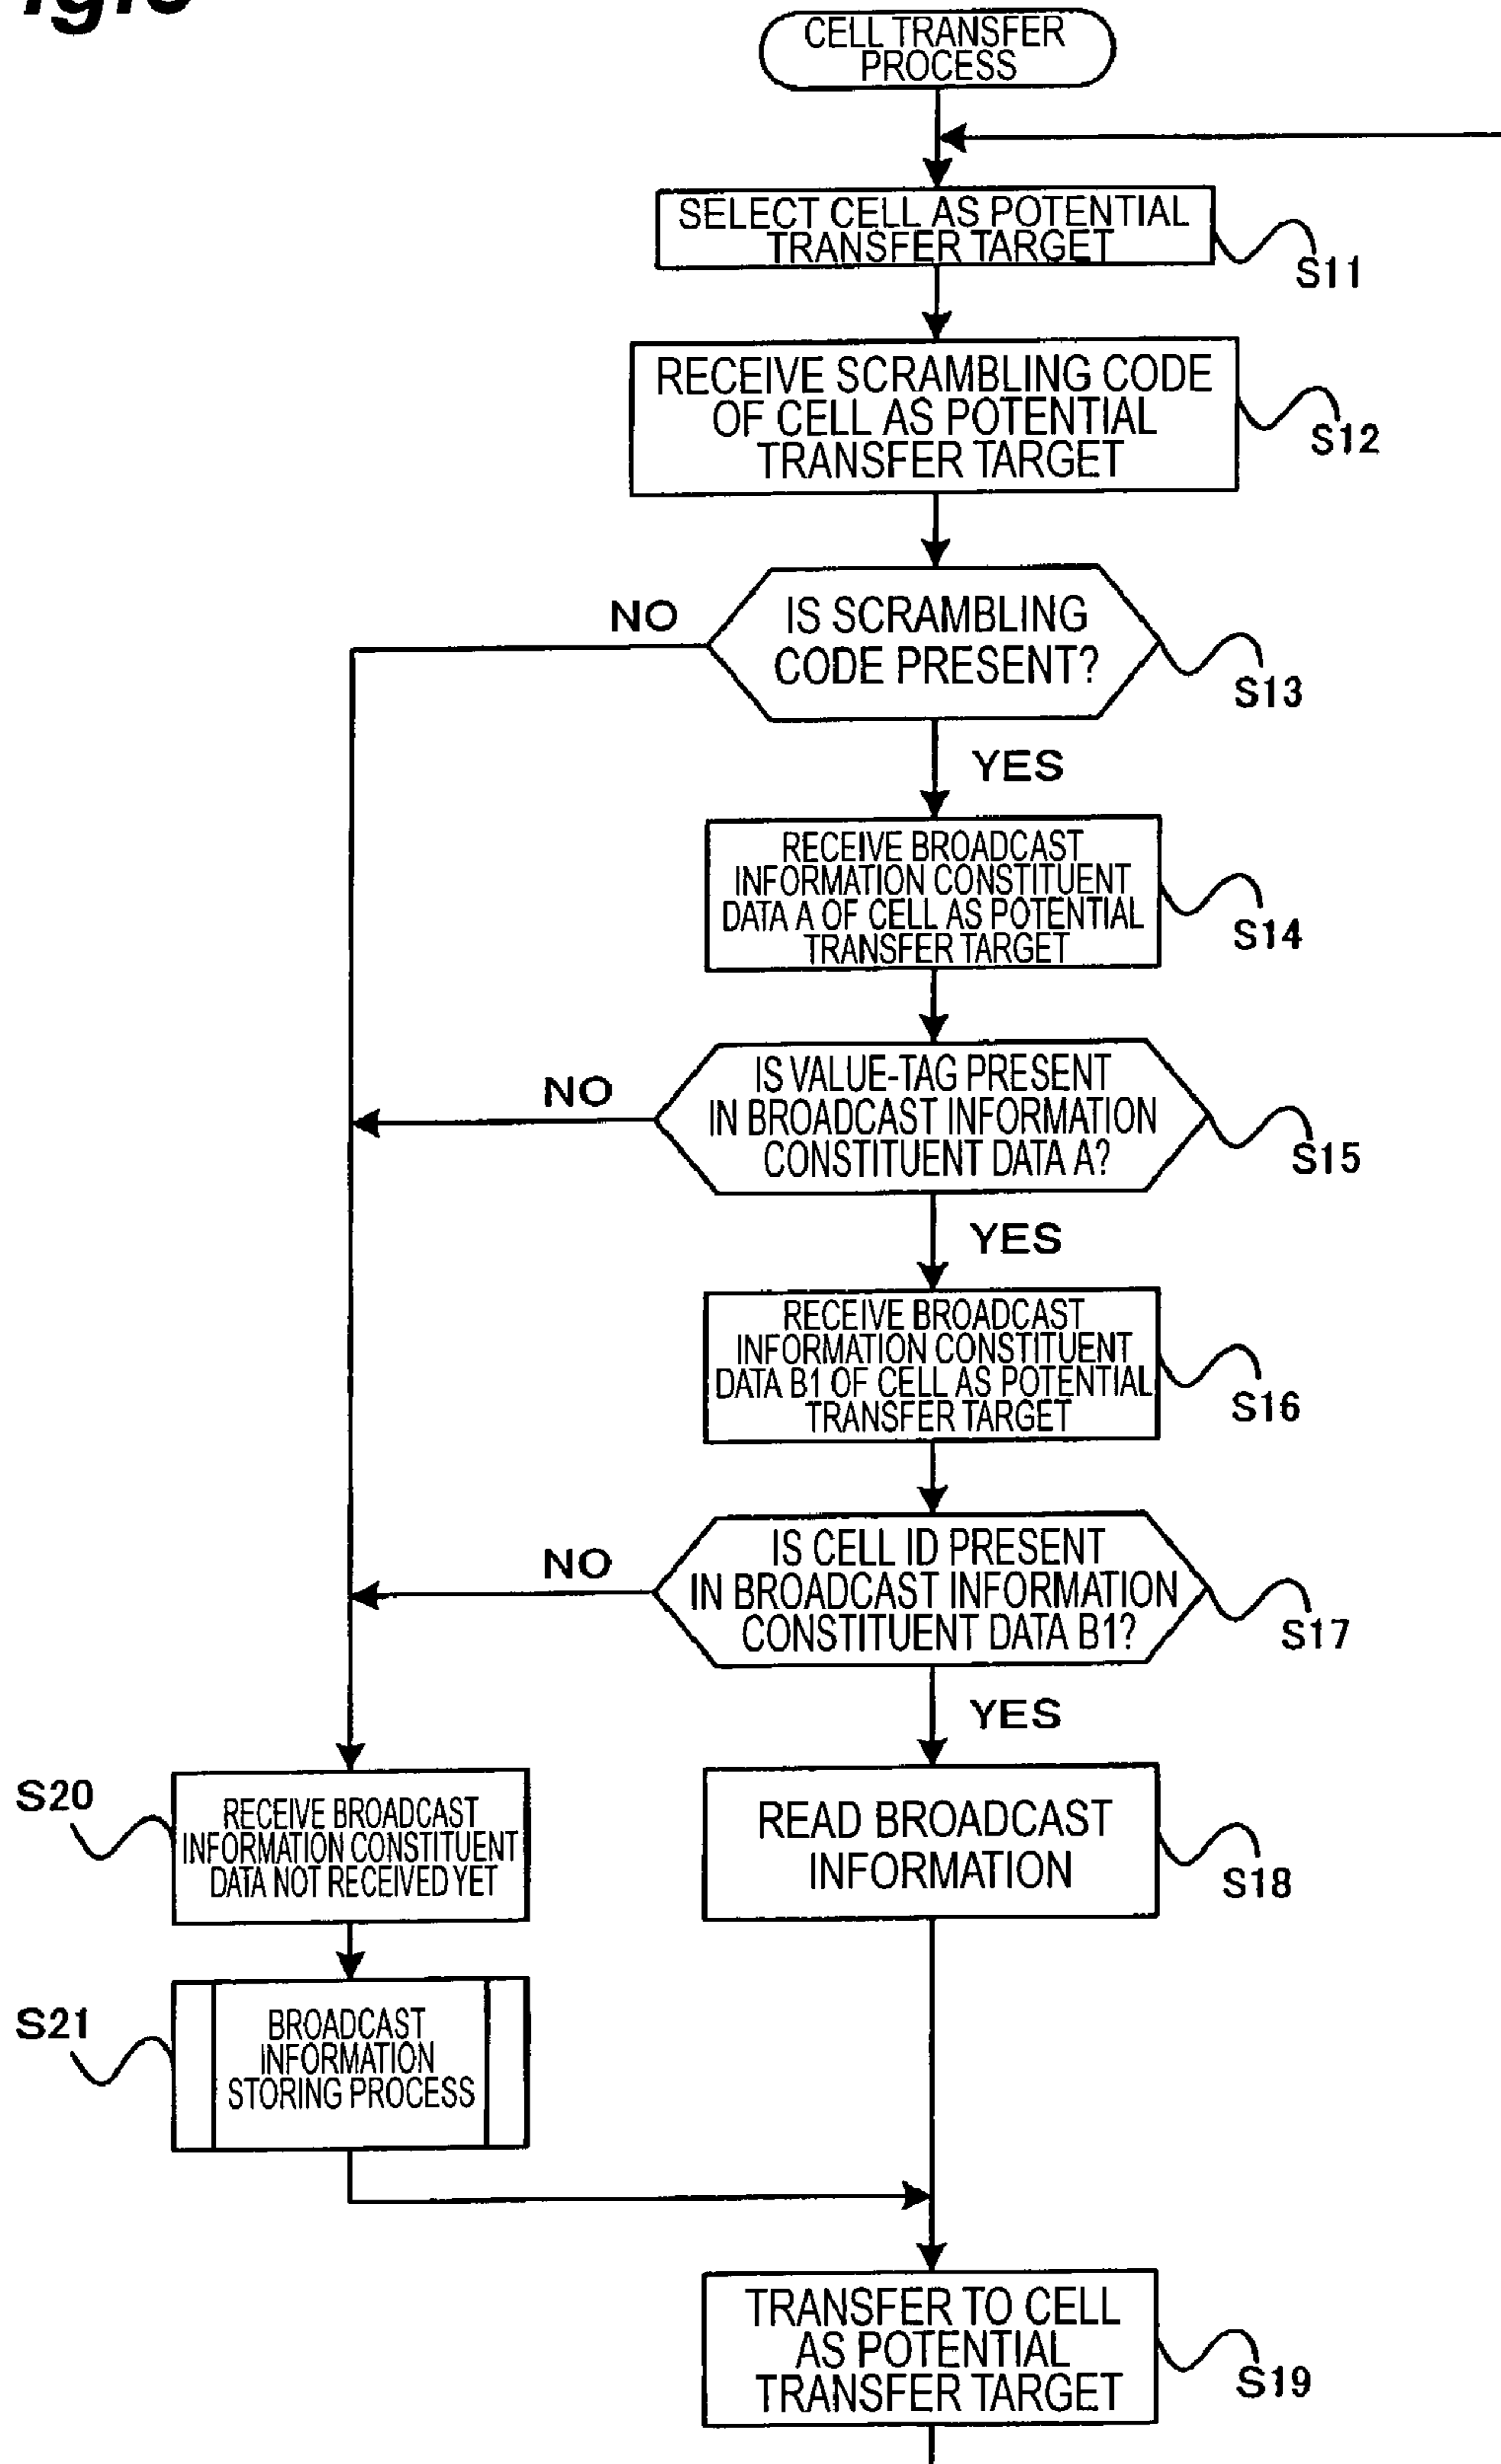 CELL TRANSFER
PROCESS
SELECT CELL AS POTENTIAL
TRANSFER TARGET
S11
RECEIVE SCRAMBLING CODE
OF CELL AS POTENTIAL
TRANSFER TARGET
S12
NO
IS SCRAMBLING
CODE PRESENT?
S13
YES
RECEIVE BROADCAST
INFORMATION CONSTITUENT
DATA A OF CELL AS POTENTIAL
TRANSFER TARGET
S14
NO
IS VALUE-TAG PRESENT
IN BROADCAST INFORMATION
CONSTITUENT DATA A?
S15
YES
RECEIVE BROADCAST
INFORMATION CONSTITUENT
DATA B1 OF CELL AS POTENTIAL
TRANSFER TARGET
S16
NO
IS CELL ID PRESENT
IN BROADCAST INFORMATION
CONSTITUENT DATA B1?
S17
YES
S20
RECEIVE BROADCAST
INFORMATION CONSTITUENT
DATA NOT RECEIVED YET
READ BROADCAST
INFORMATION
S18
S21
BROADCAST
INFORMATION
STORING PROCESS
TRANSFER TO CELL
AS POTENTIAL
TRANSFER TARGET
S19